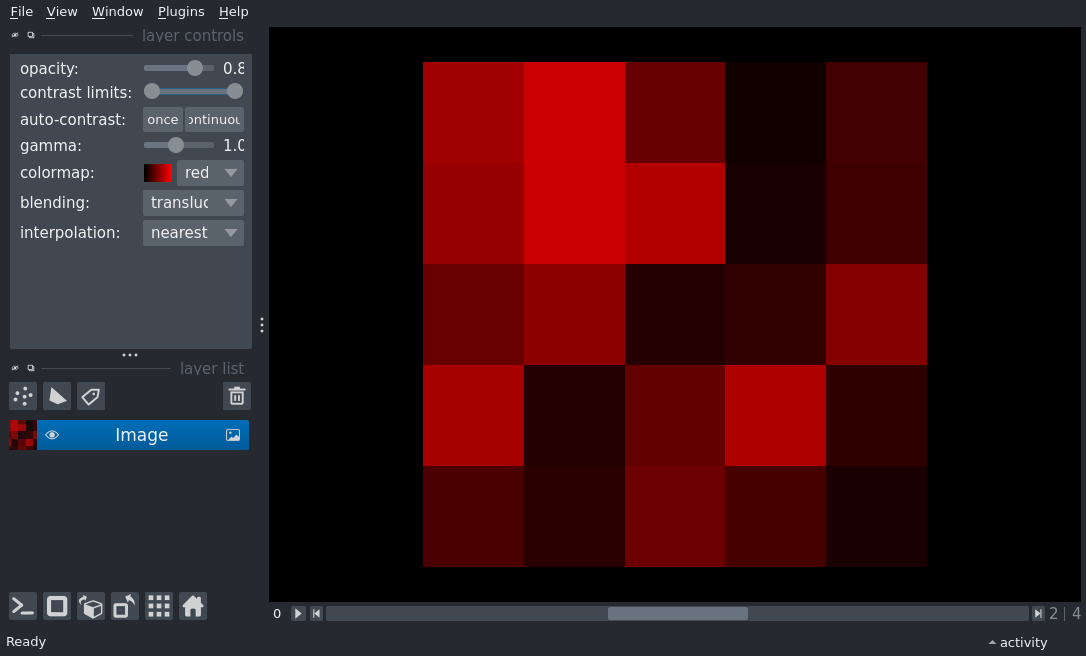 File View Window Plugins Help
layer controls
opacity: 0.8
contrast limits:
auto-contrast: once ontinuou
gamma: 1.0
colormap: red
blending: transluc
interpolation: nearest
layer list
Image
0 2 | 4
Ready activity